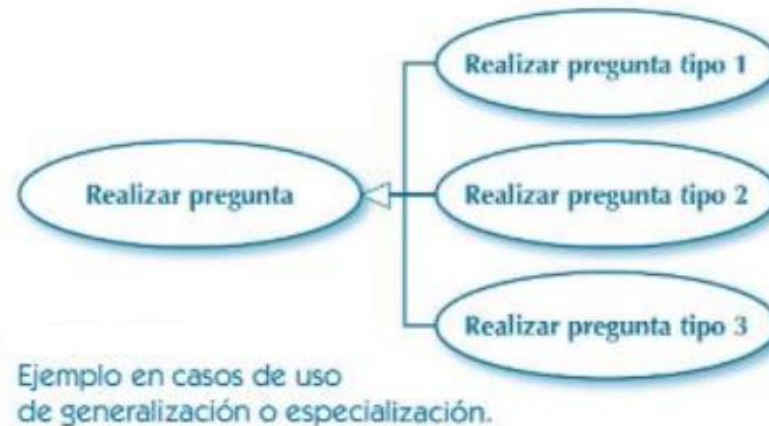 Realizar pregunta tipo 1
Realizar pregunta
Realizar pregunta tipo 2
Realizar pregunta tipo 3
Ejemplo en casos de uso
de generalización o especialización.